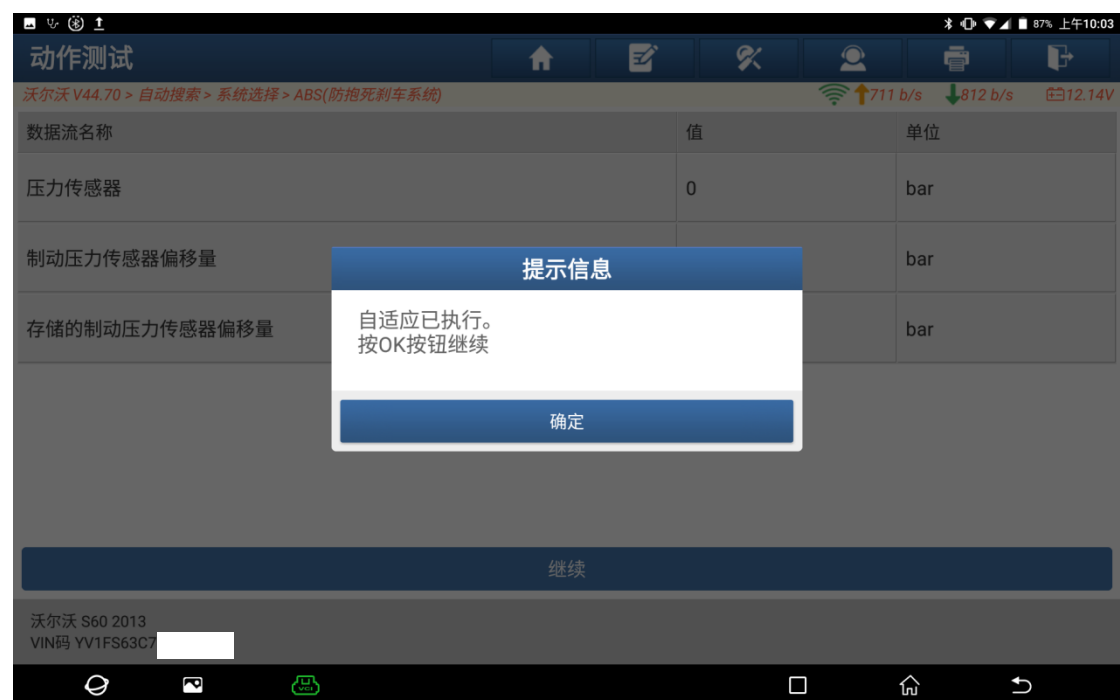 87% 上午10:03
动作测试
沃尔沃 V44.70 > 自动搜索 > 系统选择 > ABS(防抱死刹车系统) 711 b/s 812 b/s 12.14V
数据流名称 值 单位
压力传感器 0 bar
制动压力传感器偏移量 bar
提示信息
自适应已执行。
存储的制动压力传感器偏移量 bar
按OK按钮继续
确定
继续
沃尔沃 S60 2013
VIN码 YV1FS63C7
VCI